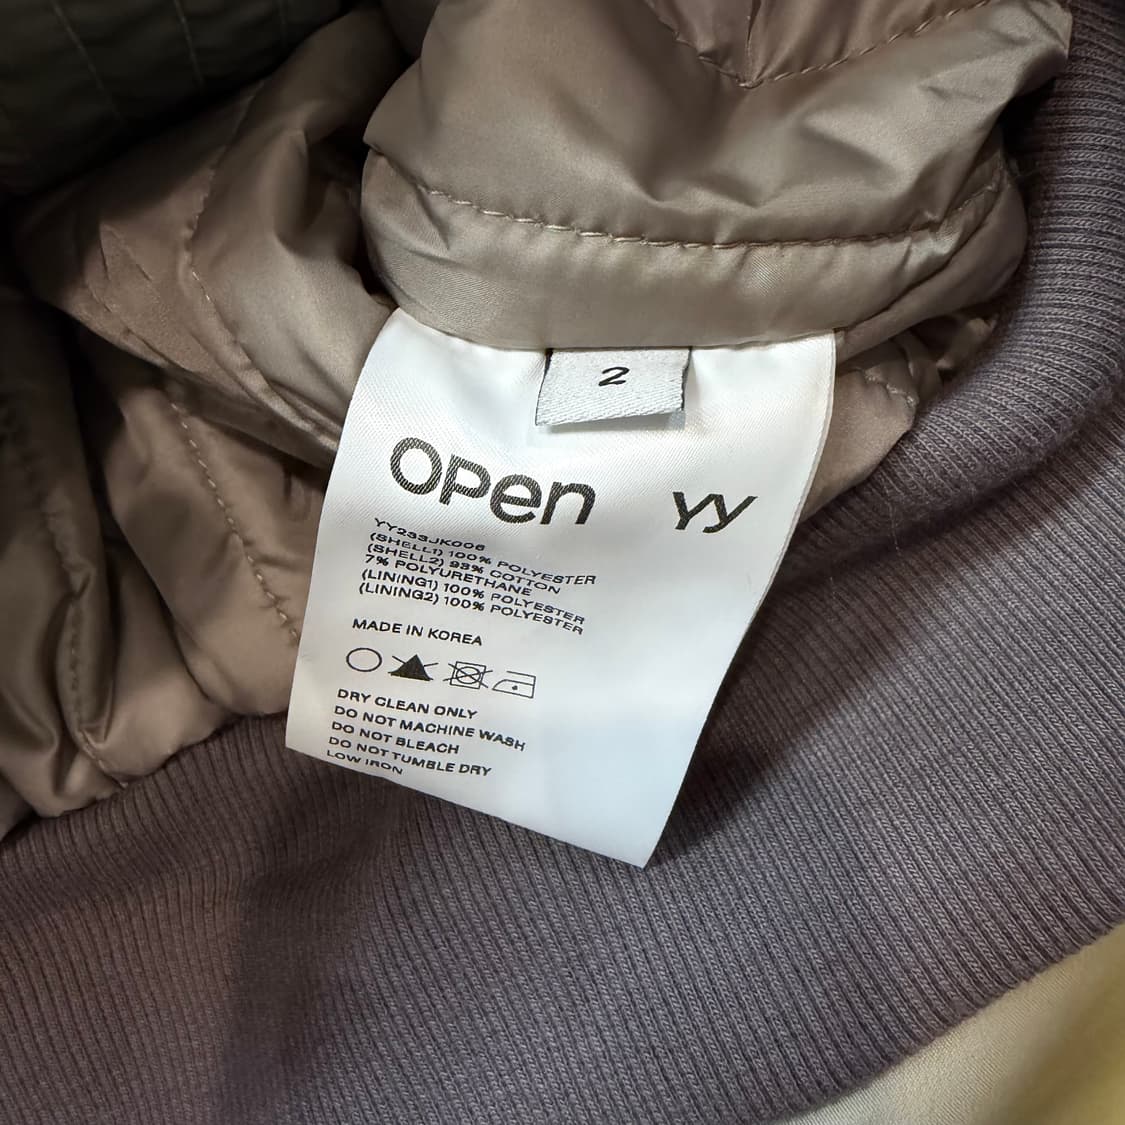 2
OPen YY
YY233JK006
(SHELL1) 100% POLYESTER
(SHELL2) 93% COTTON
7% POLYURETHANE
(LINING1) 100% POLYESTER
(LINING2) 100% POLYESTER
MADE IN KOREA
DRY CLEAN ONLY
DO NOT MACHINE WASH
DO NOT BLEACH
DO NOT TUMBLE DRY
LOW IRON